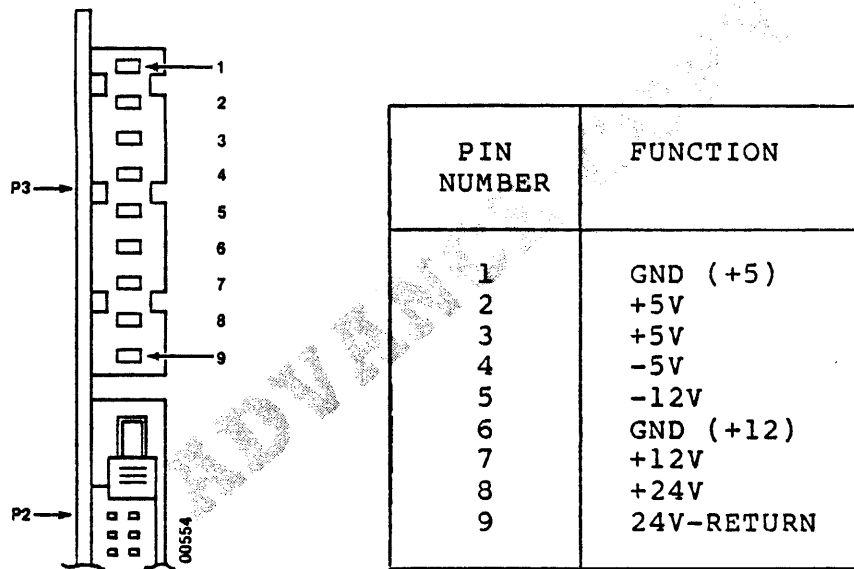 1
2
3
P3
4
5
6
7
8
9
P2
00554
PIN NUMBER FUNCTION
1 GND (+5)
2 +5V
3 +5V
4 -5V
5 -12V
6 GND (+12)
7 +12V
8 +24V
9 24V-RETURN